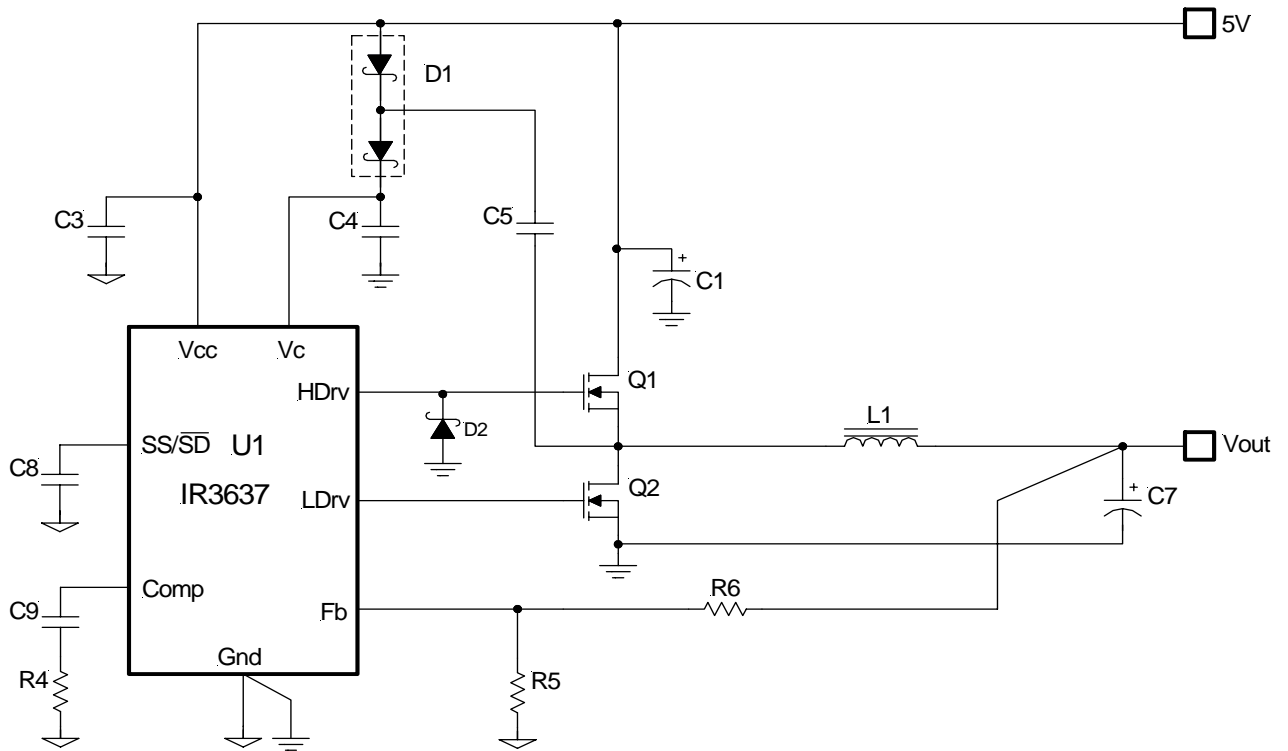 5V
D1
C3
C4
C5
+
C1
Vcc
Vc
HDrv
Q1
L1
D2
SS/SD
U1
Vout
C8
IR3637
LDrv
Q2
+
C7
Comp
R6
C9
Fb
Gnd
R4
R5